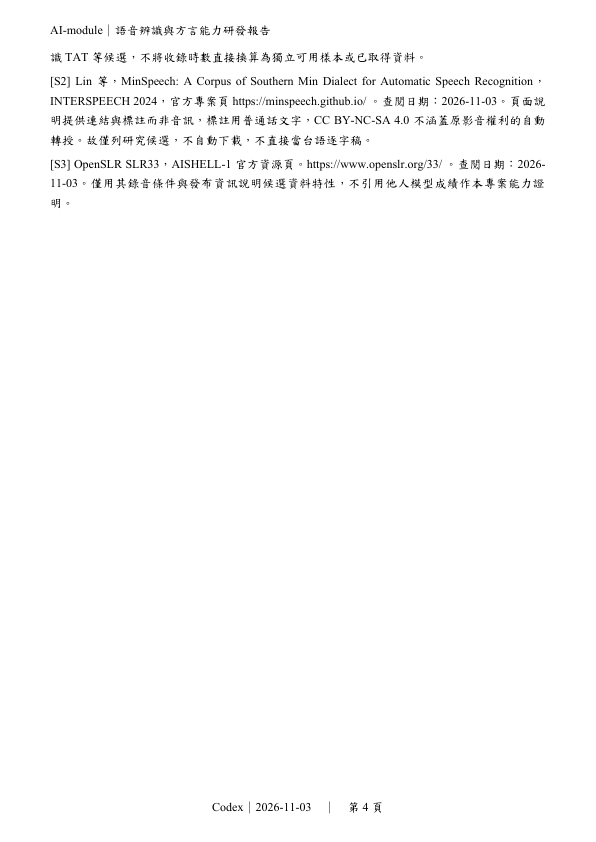 AI-module｜語音辨識與方言能力研發報告
識 TAT 等候選，不將收錄時數直接換算為獨立可用樣本或已取得資料。
[S2] Lin 等，MinSpeech: A Corpus of Southern Min Dialect for Automatic Speech Recognition，
INTERSPEECH 2024，官方專案頁 https://minspeech.github.io/ 。查閱日期：2026-11-03。頁面說
明提供連結與標註而非音訊，標註用普通話文字，CC BY-NC-SA 4.0 不涵蓋原影音權利的自動
轉授。故僅列研究候選，不自動下載，不直接當台語逐字稿。
[S3] OpenSLR SLR33，AISHELL-1 官方資源頁。https://www.openslr.org/33/ 。查閱日期：2026-
11-03。僅用其錄音條件與發布資訊說明候選資料特性，不引用他人模型成績作本專案能力證
明。
Codex｜2026-11-03 ｜ 第 4 頁